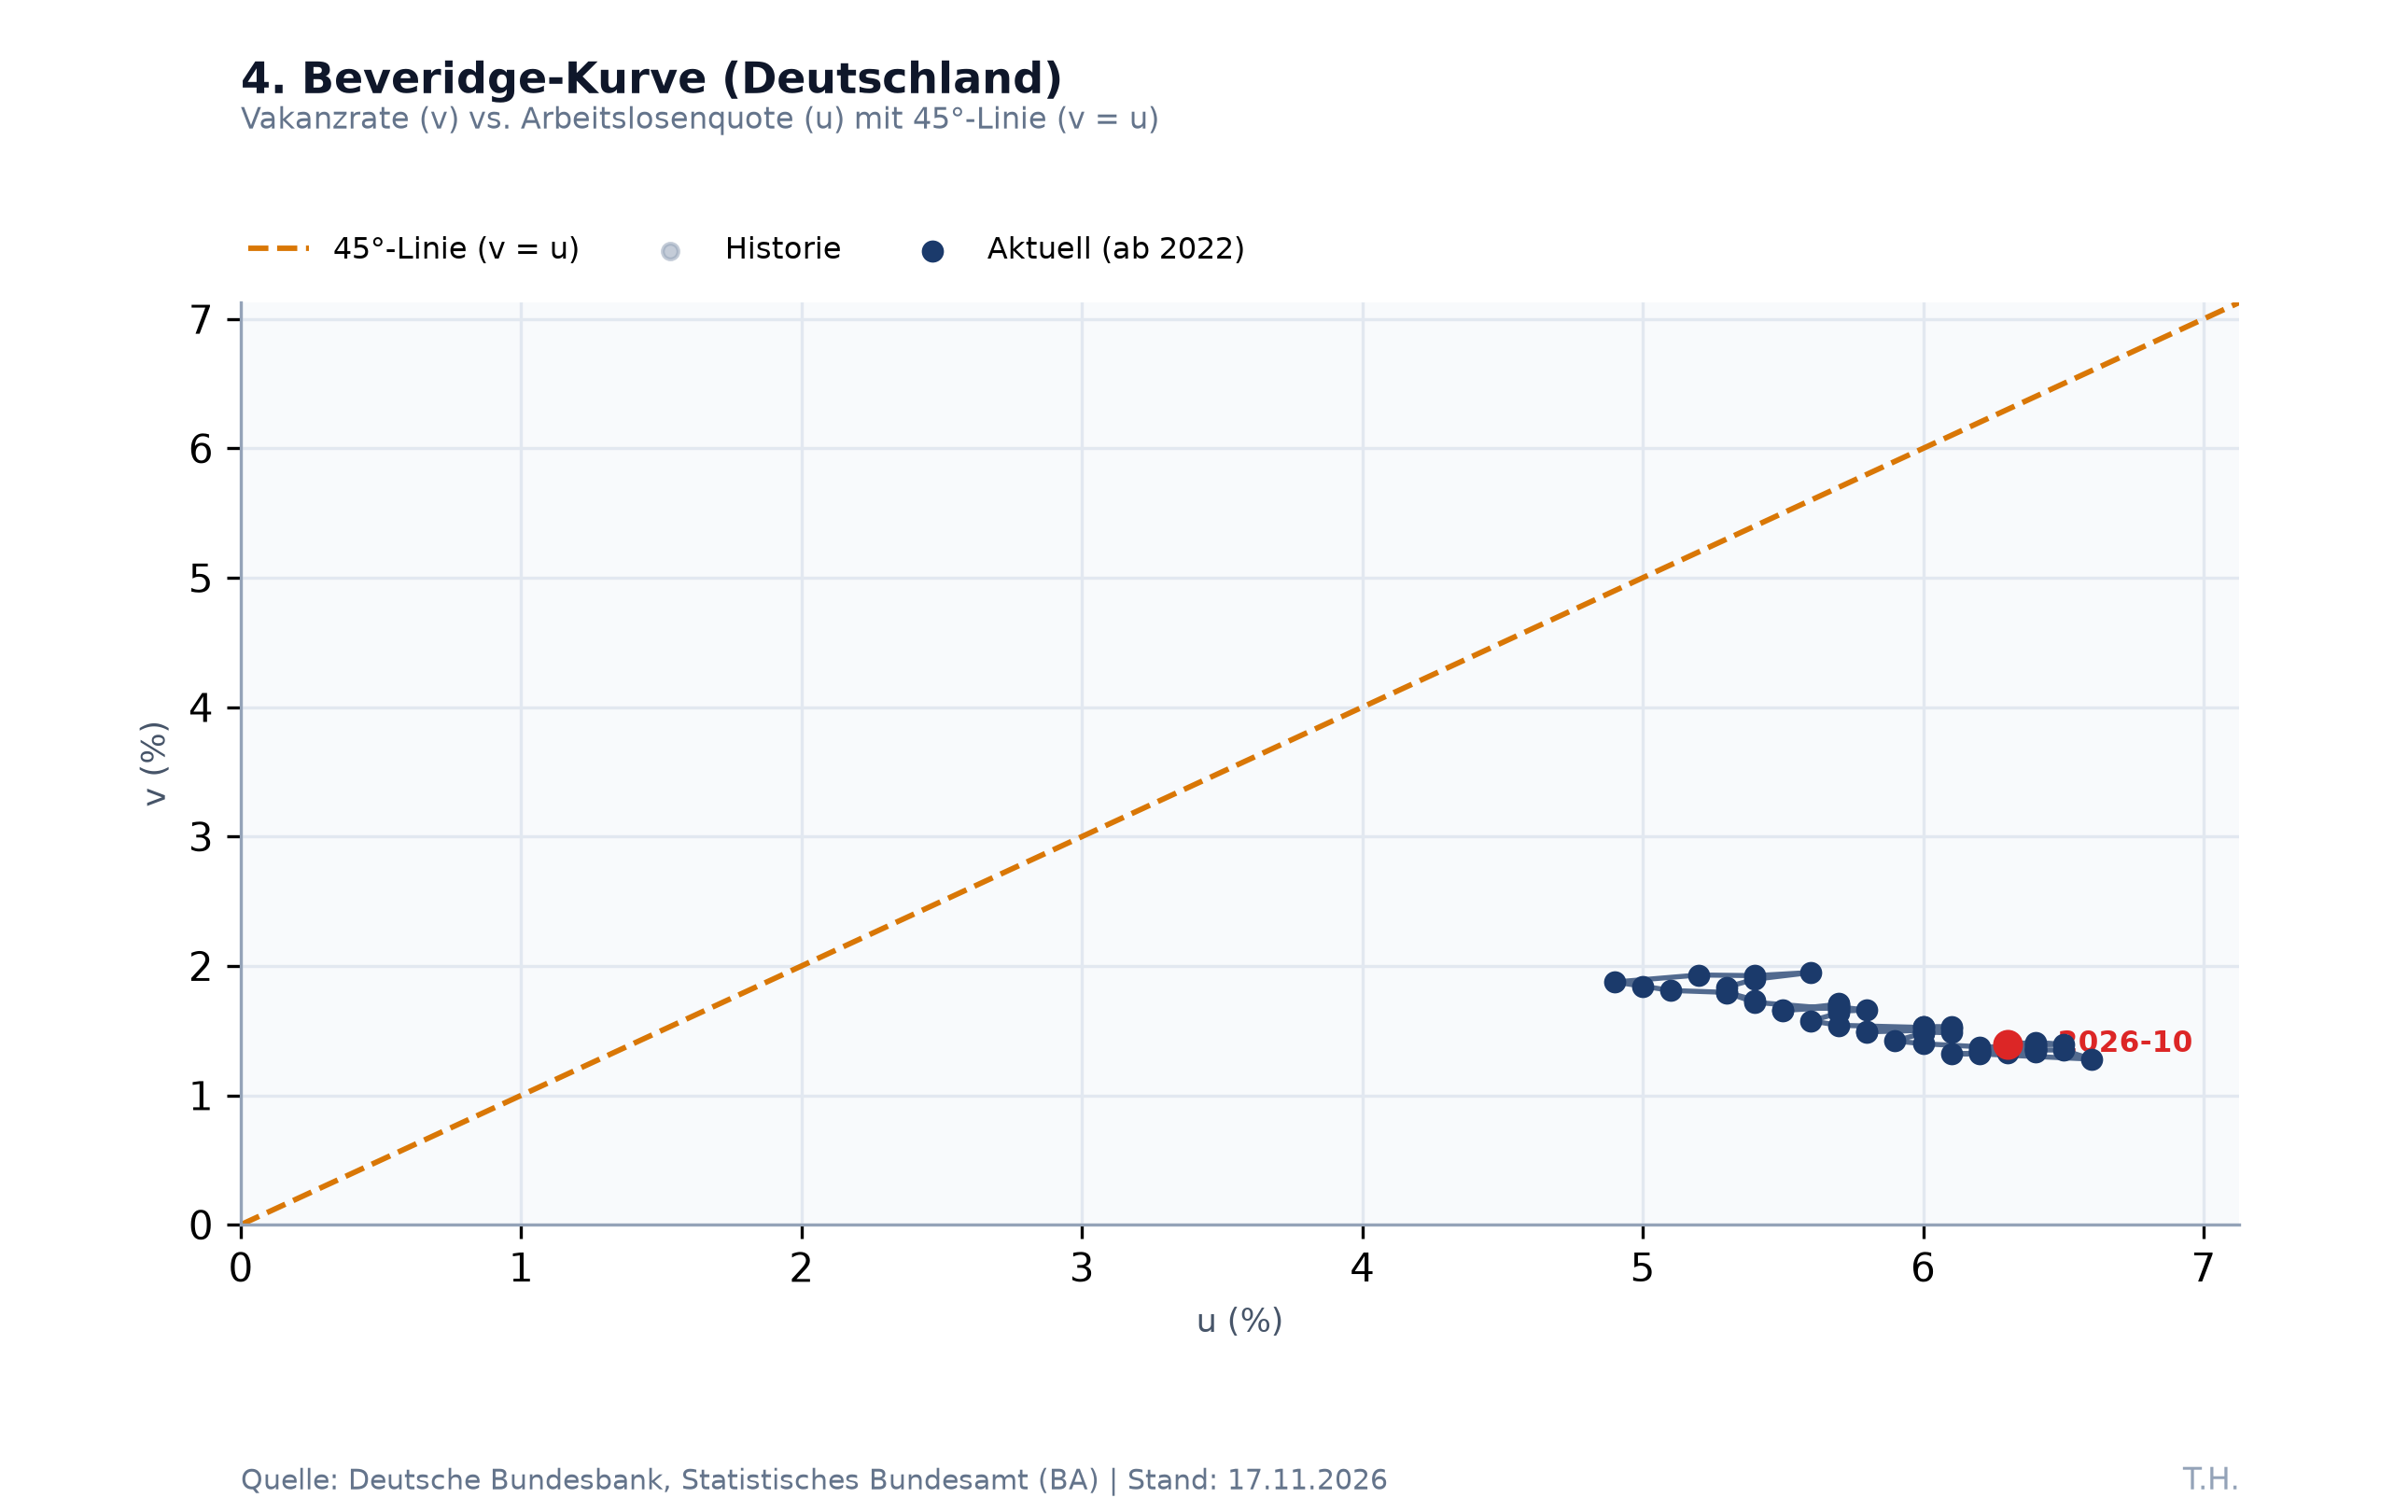 4. Beveridge-Kurve (Deutschland)
Vakanzrate (v) vs. Arbeitslosenquote (u) mit 45°-Linie (v = u)
45°-Linie (v = u) Historie Aktuell (ab 2022)
7
6
5
4
3
2
1
0
v (%)
2026-10
0 1 2 3 4 5 6 7
u (%)
Quelle: Deutsche Bundesbank, Statistisches Bundesamt (BA) | Stand: 17.11.2026 T.H.